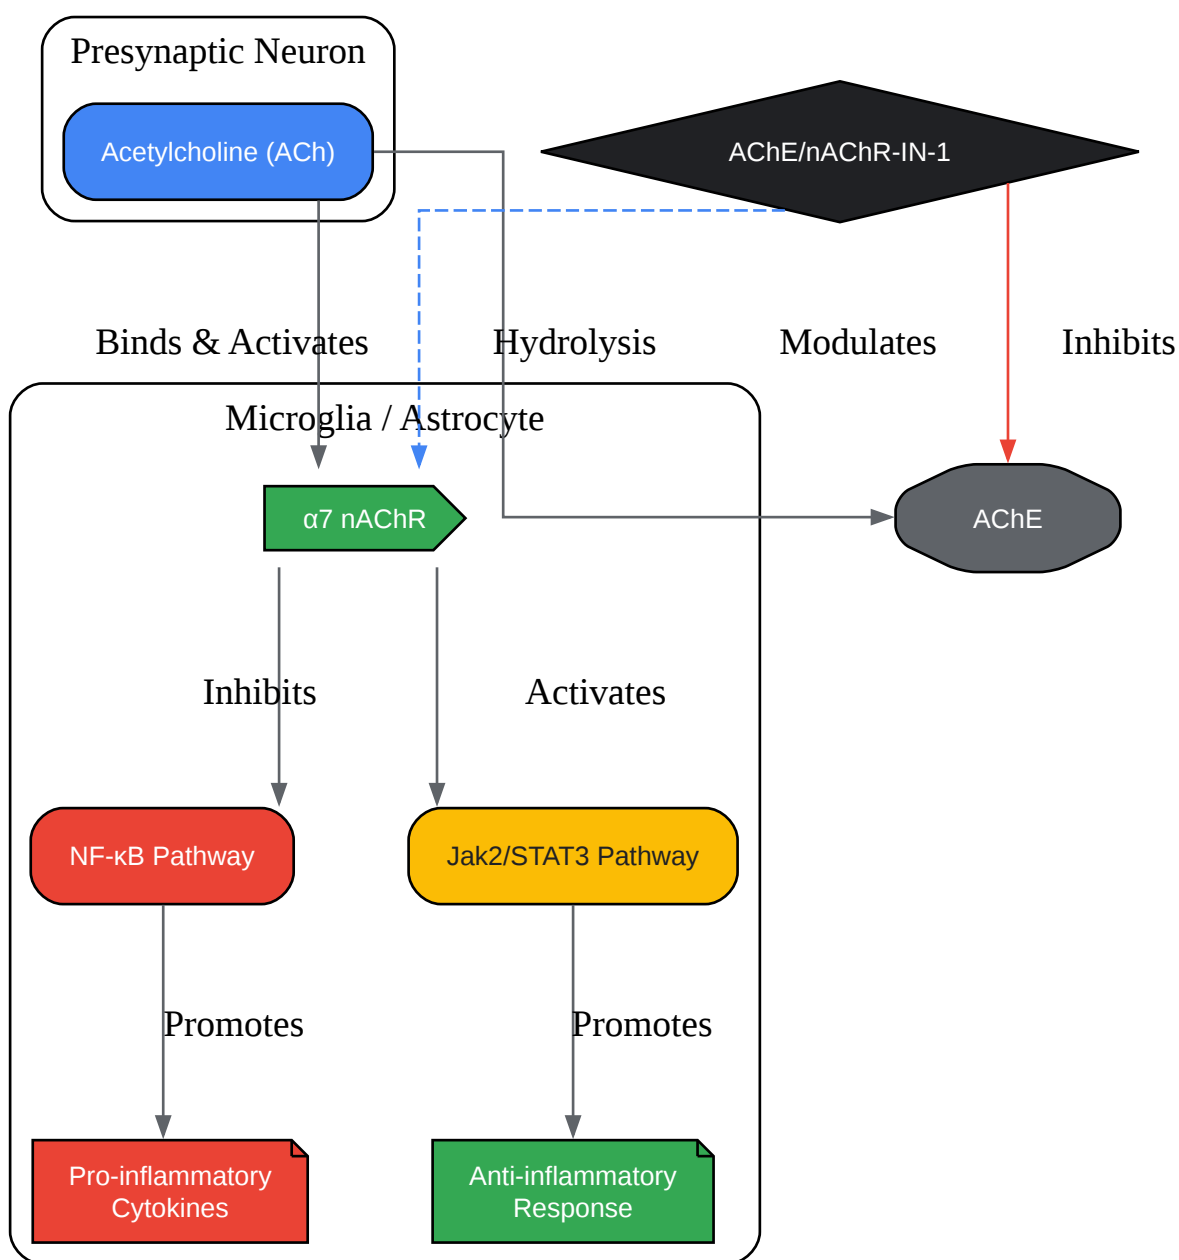 Presynaptic Neuron
Acetylcholine (ACh)
AChE/nAChR-IN-1
Binds & Activates
Hydrolysis
Modulates
Inhibits
Microglia / Astrocyte
α7 nAChR
AChE
Inhibits
Activates
NF-κB Pathway
Jak2/STAT3 Pathway
Promotes
Promotes
Pro-inflammatory
Cytokines
Anti-inflammatory
Response